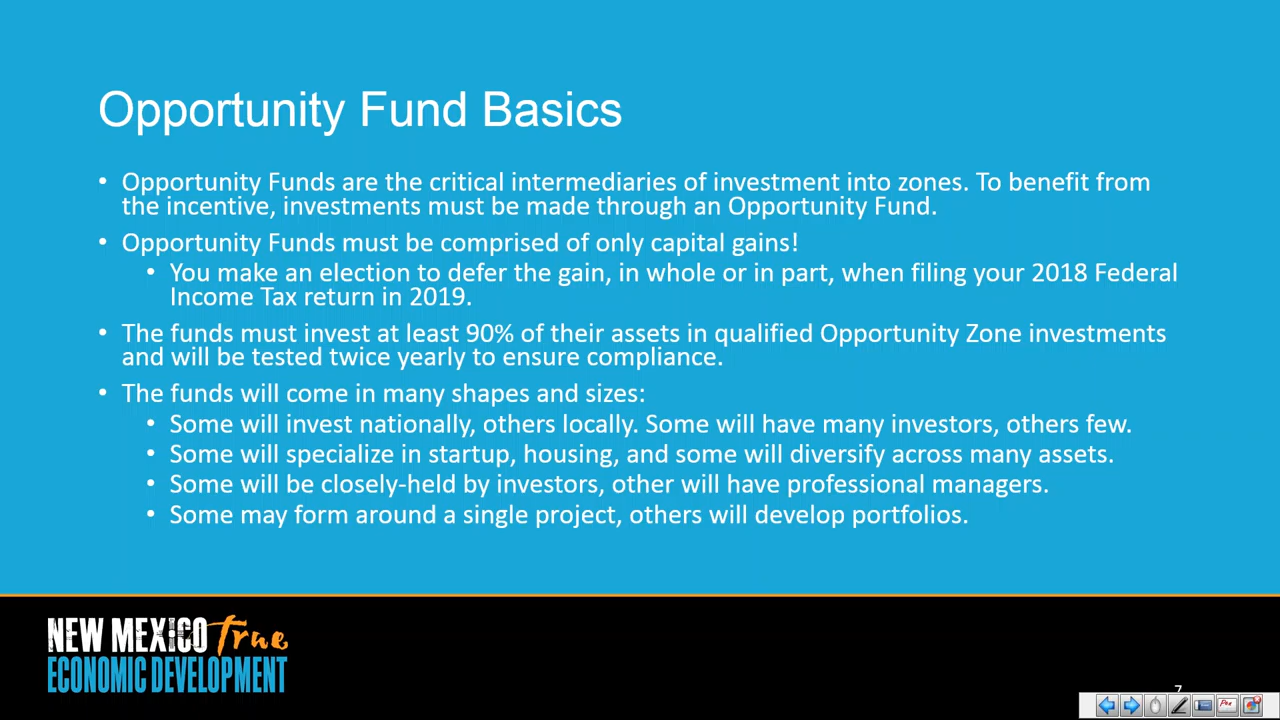 Opportunity Fund Basics
• Opportunity Funds are the critical intermediaries of investment into zones. To benefit from
the incentive, investments must be made through an Opportunity Fund.
• Opportunity Funds must be comprised of only capital gains!
• You make an election to defer the gain, in whole or in part, when filing your 2018 Federal
Income Tax return in 2019.
• The funds must invest at least 90% of their assets in qualified Opportunity Zone investments
and will be tested twice yearly to ensure compliance.
• The funds will come in many shapes and sizes:
• Some will invest nationally, others locally. Some will have many investors, others few.
• Some will specialize in startup, housing, and some will diversify across many assets.
• Some will be closely-held by investors, other will have professional managers.
• Some may form around a single project, others will develop portfolios.
NEW MEXICO True
ECONOMIC DEVELOPMENT
7